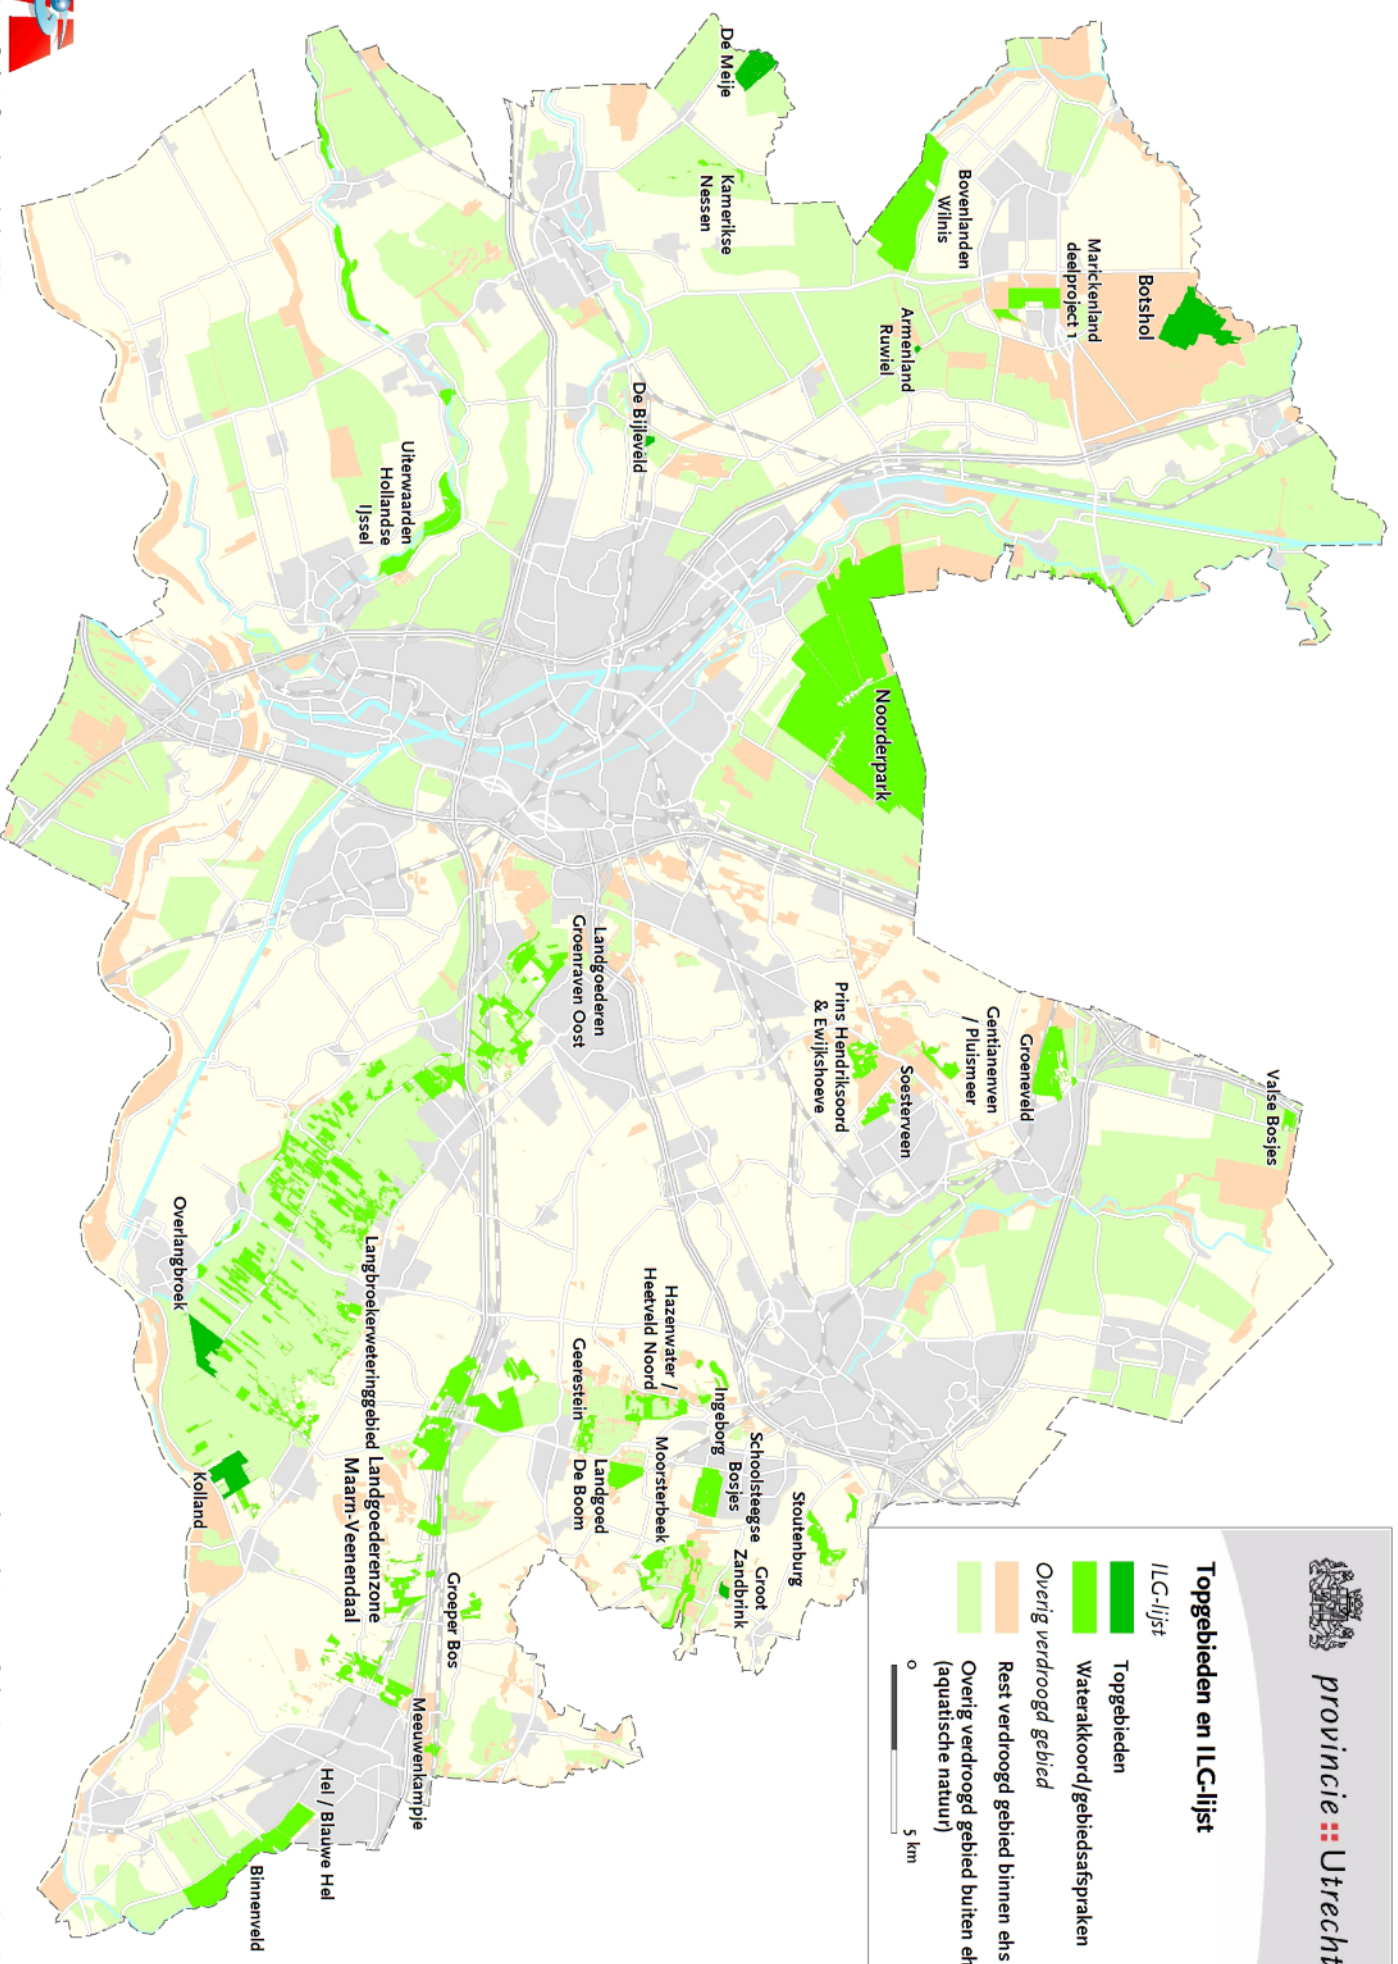 provincie Utrecht
Topgebieden en ILG-lijst
ILG-lijst
Topgebieden
Waterakkoord/gebiedsafspraken
Overig verdroogd gebied
Rest verdroogd gebied binnen ehs
Overig verdroogd gebied buiten eh
(aquatische natuur)
0 5 km
Valse Bosjes
Botshol
Marickenland
deelproject 1
Bovenlanden
Wilnis
Armenland
Ruwiel
De Meije
Kamerikse
Nessen
De Bijleveld
Uiterwaarden
Hollandse
IJssel
Noorderpark
Groeneveld
Gentianenven
/ Pluismeer
Soesterveen
Prins Hendriksoord
& Ewijkshoeve
Landgoederen
Groenraven Oost
Stoutenburg
Schoolsteegse
Bosjes
Groot
Zandbrink
Ingeborg
Hazenwater /
Heetveld Noord
Moorsterbeek
Landgoed
De Boom
Geerestein
Groeper Bos
Meeuwenkampje
Landgoederenzone
Maarn-Veenendaal
Langbroekerweteringgebied
Hel / Blauwe Hel
Binnenveld
Kolland
Overlangbroek